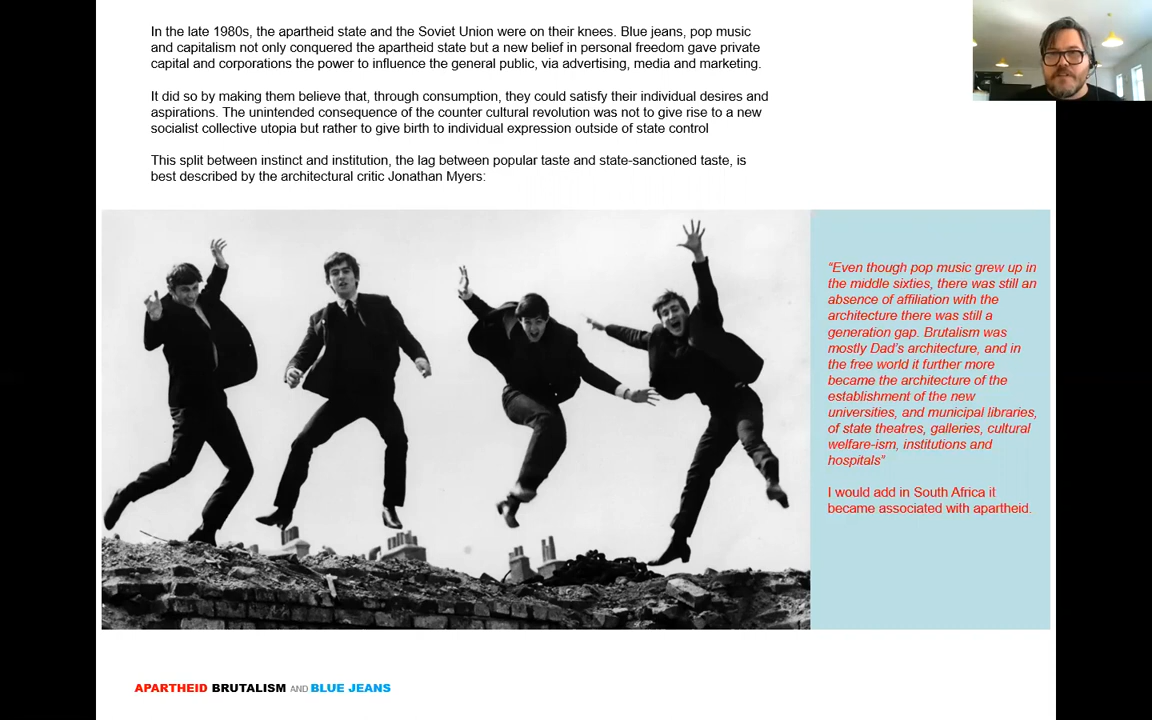 In the late 1980s, the apartheid state and the Soviet Union were on their knees. Blue jeans, pop music
and capitalism not only conquered the apartheid state but a new belief in personal freedom gave private
capital and corporations the power to influence the general public, via advertising, media and marketing.
It did so by making them believe that, through consumption, they could satisfy their individual desires and
aspirations. The unintended consequence of the counter cultural revolution was not to give rise to a new
socialist collective utopia but rather to give birth to individual expression outside of state control
This split between instinct and institution, the lag between popular taste and state-sanctioned taste, is
best described by the architectural critic Jonathan Myers:
“Even though pop music grew up in
the middle sixties, there was still an
absence of affiliation with the
architecture there was still a
generation gap. Brutalism was
mostly Dad’s architecture, and in
the free world it further more
became the architecture of the
establishment of the new
universities, and municipal libraries,
of state theatres, galleries, cultural
welfare-ism, institutions and
hospitals”
I would add in South Africa it
became associated with apartheid.
APARTHEID BRUTALISM AND BLUE JEANS